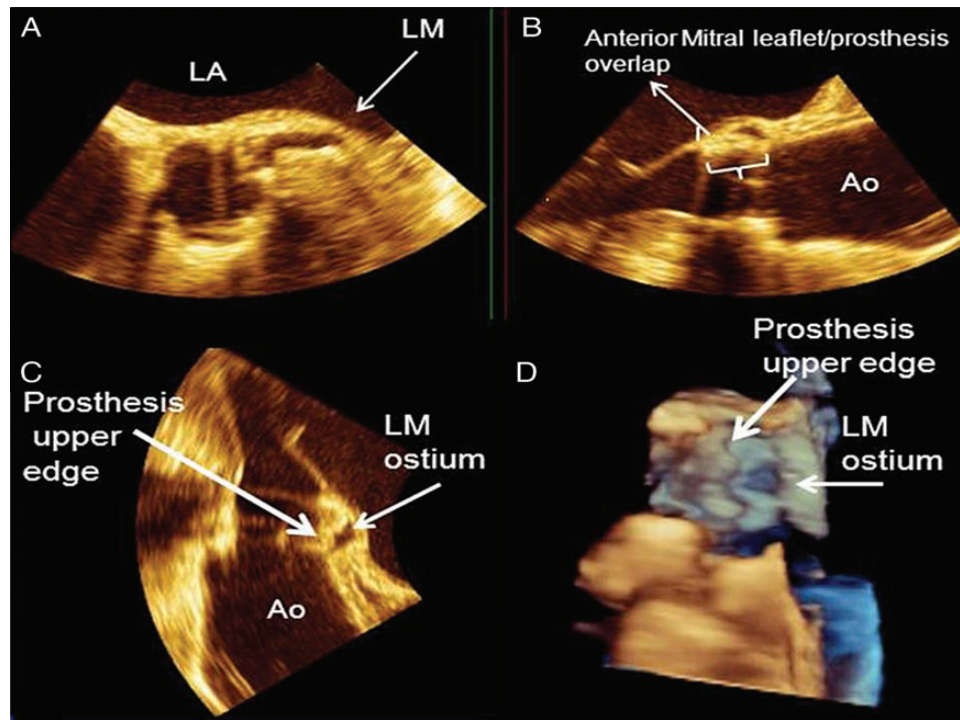 A
LM
LA
B
Anterior Mitral leaflet/prosthesis
overlap
Ao
C
Prosthesis
upper
edge
LM
ostium
Ao
D
Prosthesis
upper edge
LM
ostium